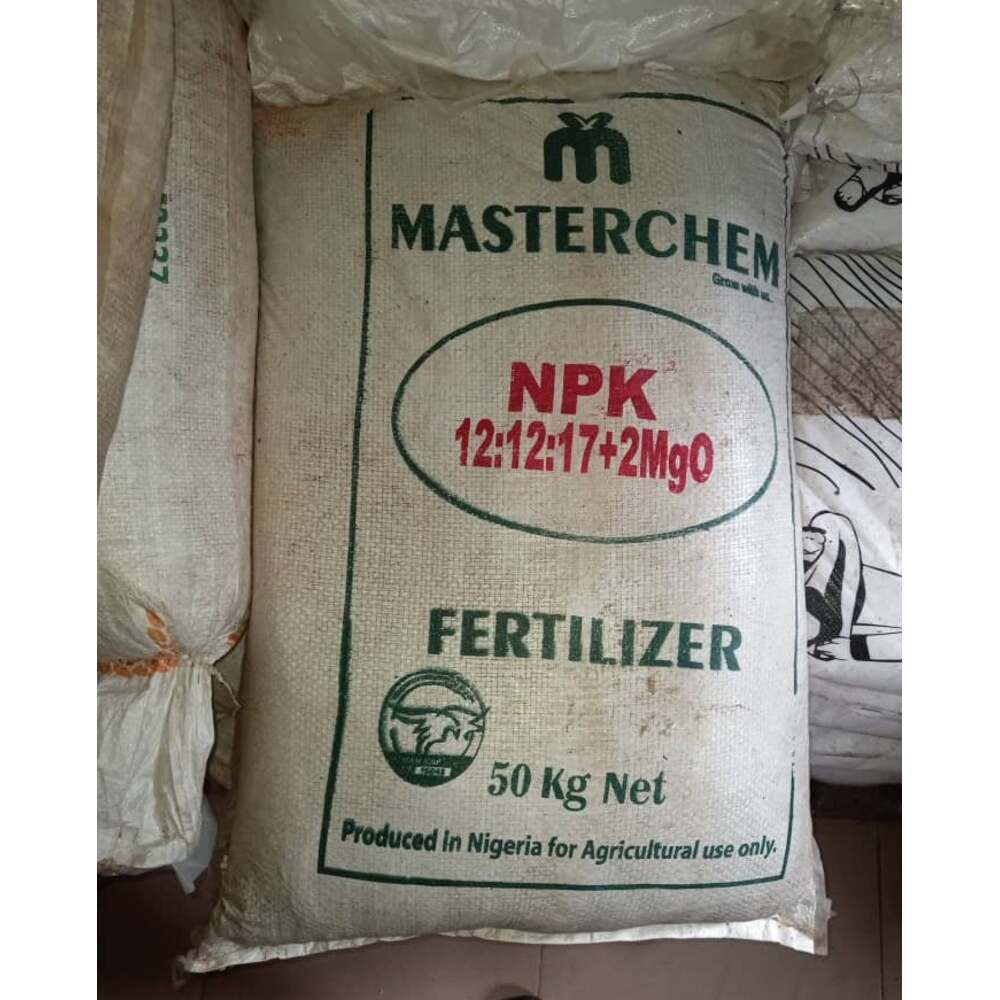 MASTERCHEM
Grow with us...
NPK
12:12:17+2MgO
FERTILIZER
50 Kg Net
Produced In Nigeria for Agricultural use only.